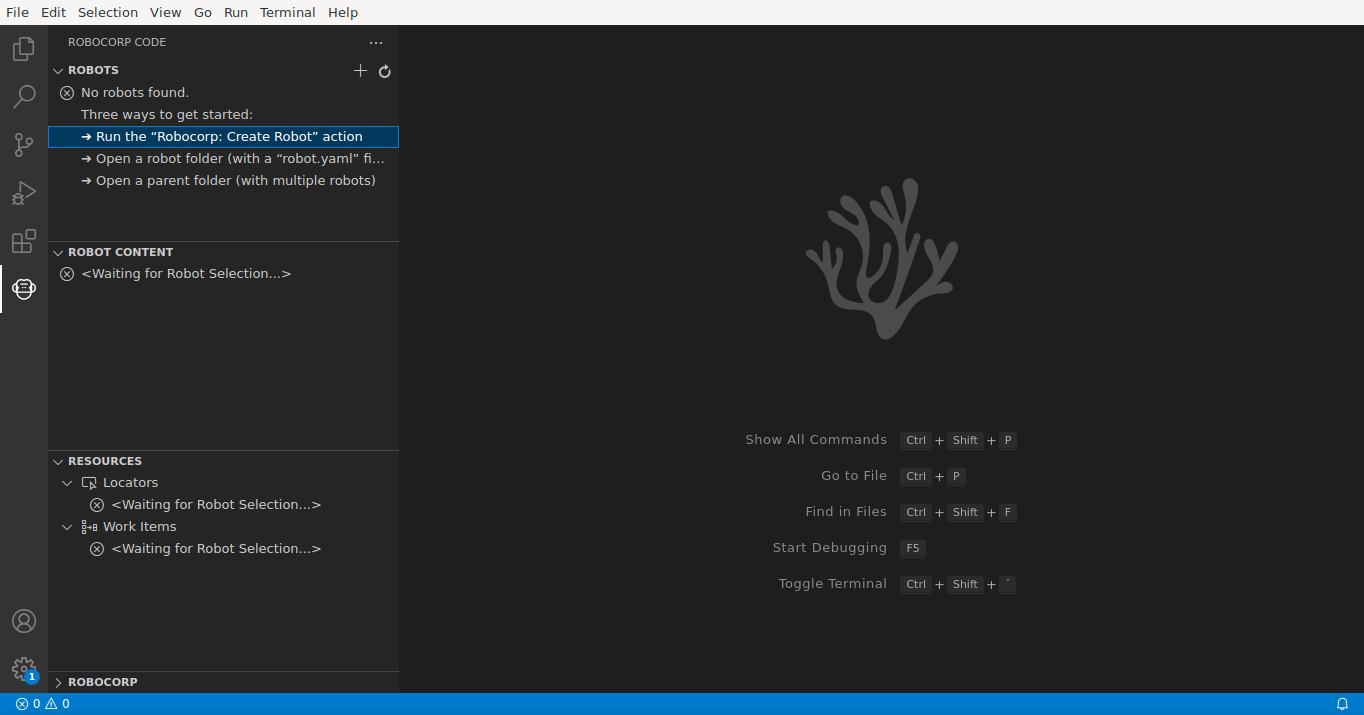 File Edit Selection View Go Run Terminal Help
ROBOCORP CODE
ROBOTS
No robots found.
Three ways to get started:
➔ Run the “Robocorp: Create Robot” action
➔ Open a robot folder (with a “robot.yaml” fi...
➔ Open a parent folder (with multiple robots)
ROBOT CONTENT
<Waiting for Robot Selection...>
RESOURCES
Locators
<Waiting for Robot Selection...>
Work Items
<Waiting for Robot Selection...>
ROBOCORP
1
0 0
Show All Commands Ctrl + Shift + P
Go to File Ctrl + P
Find in Files Ctrl + Shift + F
Start Debugging F5
Toggle Terminal Ctrl + Shift + ´